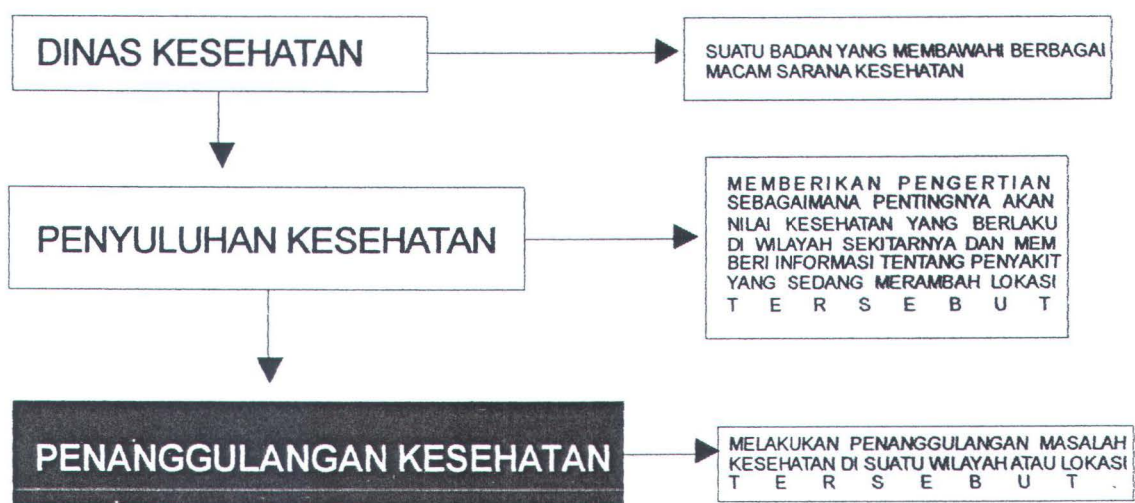 DINAS KESEHATAN
SUATU BADAN YANG MEMBAWAHI BERBAGAI
MACAM SARANA KESEHATAN
PENYULUHAN KESEHATAN
MEMBERIKAN PENGERTIAN
SEBAGAIMANA PENTINGNYA AKAN
NILAI KESEHATAN YANG BERLAKU
DI WILAYAH SEKITARNYA DAN MEM
BERI INFORMASI TENTANG PENYAKIT
YANG SEDANG MERAMBAH LOKASI
T E R S E B U T
PENANGGULANGAN KESEHATAN
MELAKUKAN PENANGGULANGAN MASALAH
KESEHATAN DI SUATU WILAYAH ATAU LOKASI
T E R S E B U T .